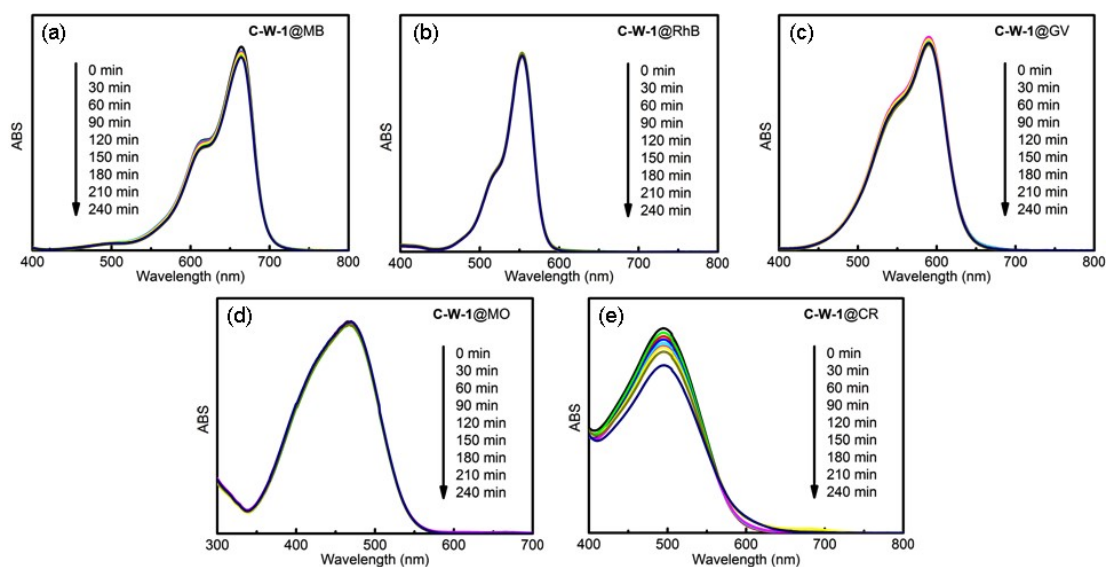 (a)
C-W-1@MB
0 min
30 min
60 min
90 min
120 min
150 min
180 min
210 min
240 min
ABS
400 500 600 700 800
Wavelength (nm)
(b)
C-W-1@RhB
0 min
30 min
60 min
90 min
120 min
150 min
180 min
210 min
240 min
ABS
400 500 600 700 800
Wavelength (nm)
(c)
C-W-1@GV
0 min
30 min
60 min
90 min
120 min
150 min
180 min
210 min
240 min
ABS
400 500 600 700 800
Wavelength (nm)
(d)
C-W-1@MO
0 min
30 min
60 min
90 min
120 min
150 min
180 min
210 min
240 min
ABS
300 400 500 600 700
Wavelength (nm)
(e)
C-W-1@CR
0 min
30 min
60 min
90 min
120 min
150 min
180 min
210 min
240 min
ABS
400 500 600 700 800
Wavelength (nm)